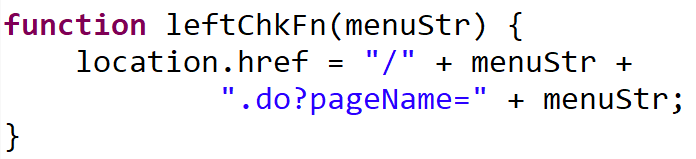 function leftChkFn(menuStr) {
    location.href = "/" + menuStr +
            ".do?pageName=" + menuStr;
}